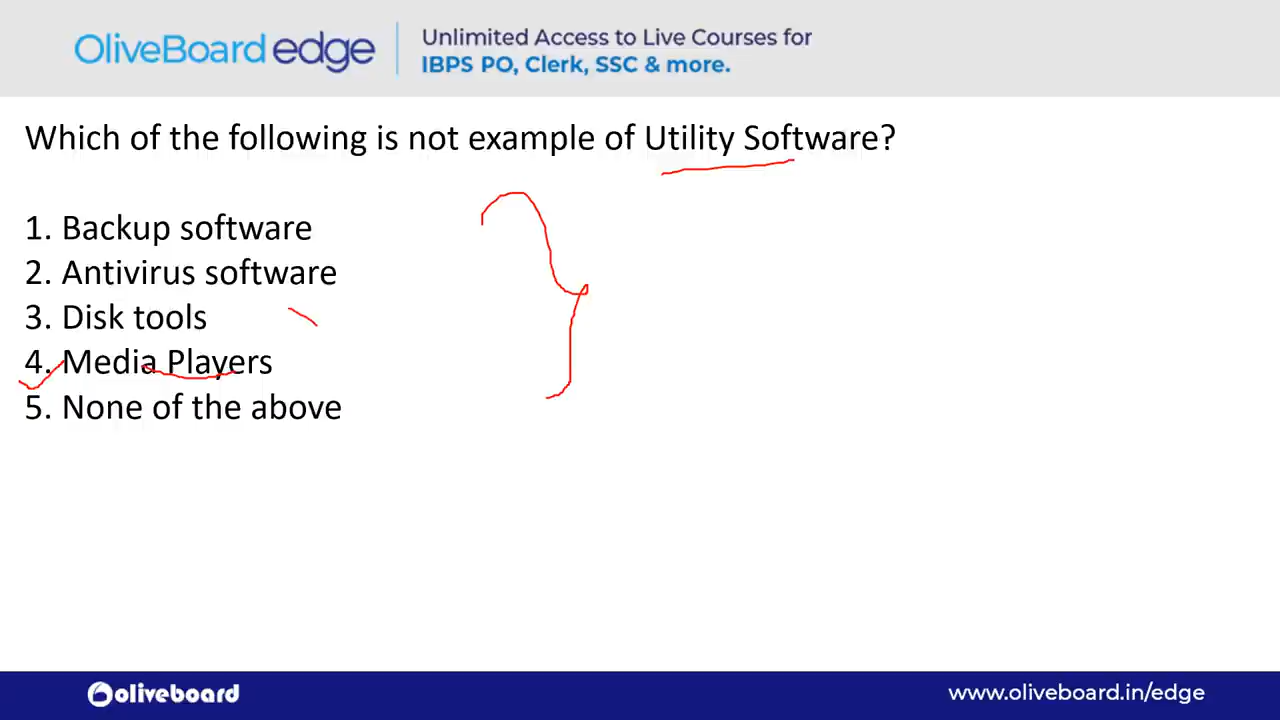 OliveBoard edge
Unlimited Access to Live Courses for
IBPS PO, Clerk, SSC & more.
Which of the following is not example of Utility Software?
1. Backup software
2. Antivirus software
3. Disk tools
4. Media Players
5. None of the above
oliveboard
www.oliveboard.in/edge